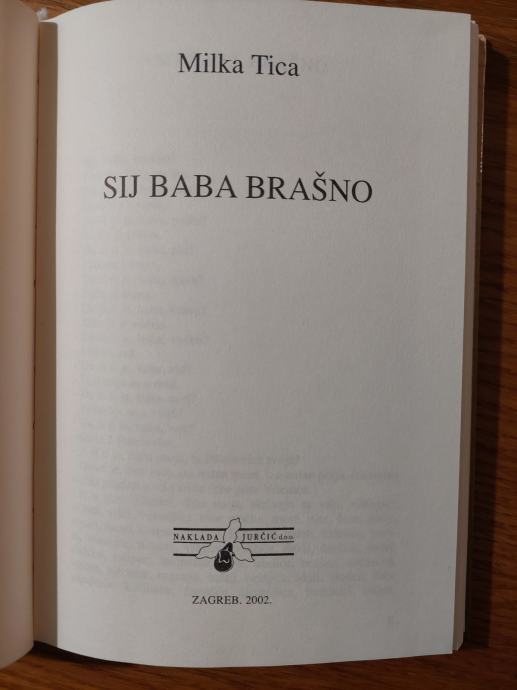 Milka Tica
SIJ BABA BRAŠNO
NAKLADA JURČIĆ d.o.o.
ZAGREB. 2002.